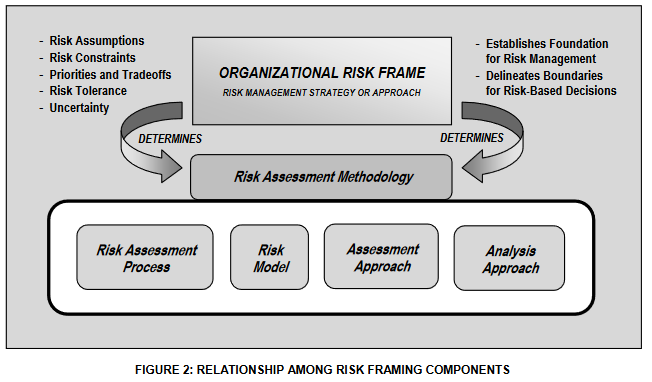 - Risk Assumptions
- Risk Constraints
- Priorities and Tradeoffs
- Risk Tolerance
- Uncertainty
ORGANIZATIONAL RISK FRAME
RISK MANAGEMENT STRATEGY OR APPROACH
- Establishes Foundation
for Risk Management
- Delineates Boundaries
for Risk-Based Decisions
DETERMINES
DETERMINES
Risk Assessment Methodology
Risk Assessment
Process
Risk
Model
Assessment
Approach
Analysis
Approach
FIGURE 2: RELATIONSHIP AMONG RISK FRAMING COMPONENTS